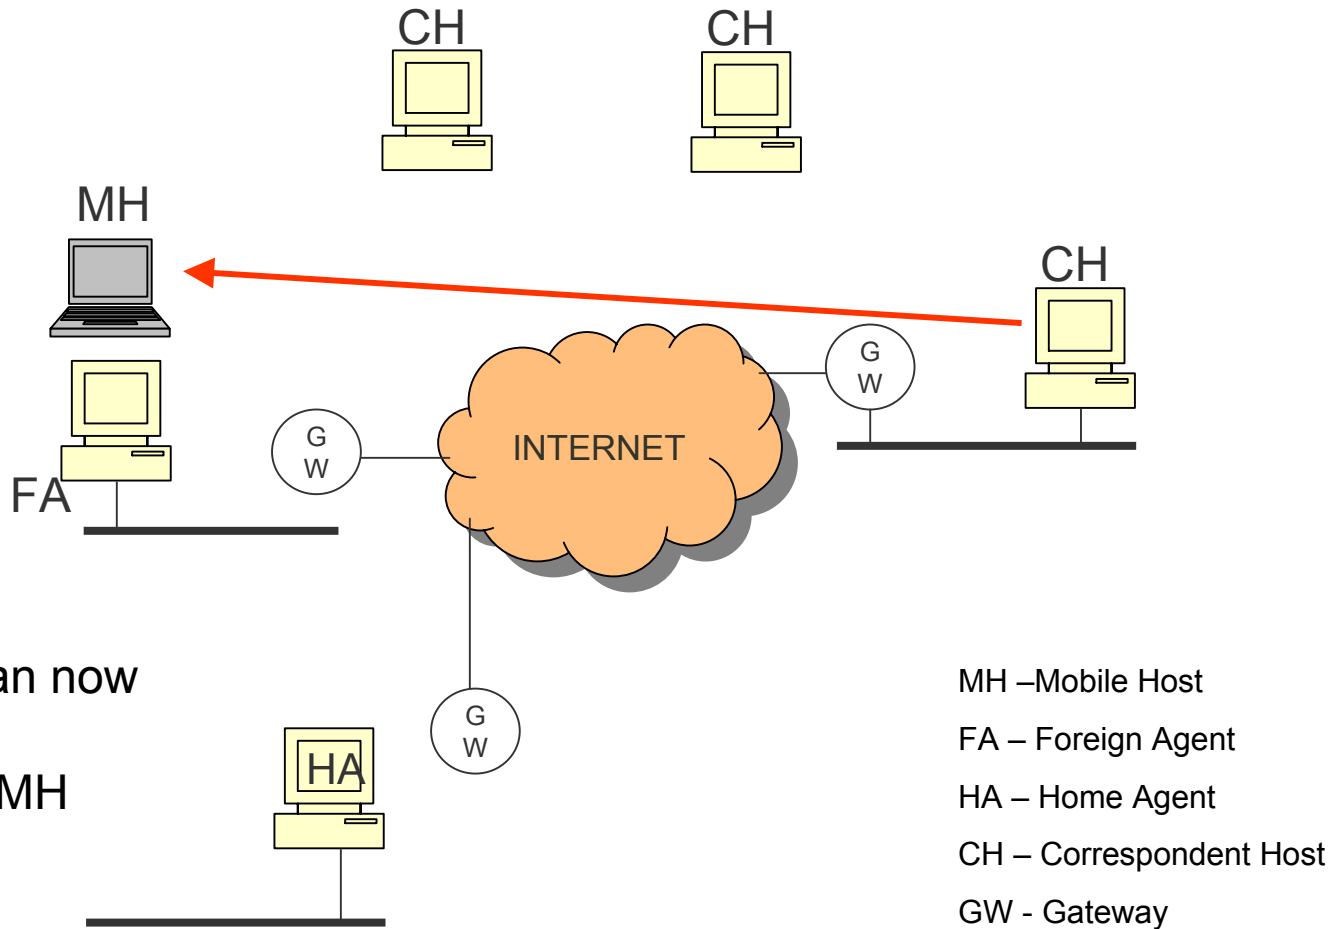 CH
CH
MH
CH
G
W
G
W
INTERNET
FA
an now
G
W
HA
MH
MH –Mobile Host
FA – Foreign Agent
HA – Home Agent
CH – Correspondent Host
GW - Gateway